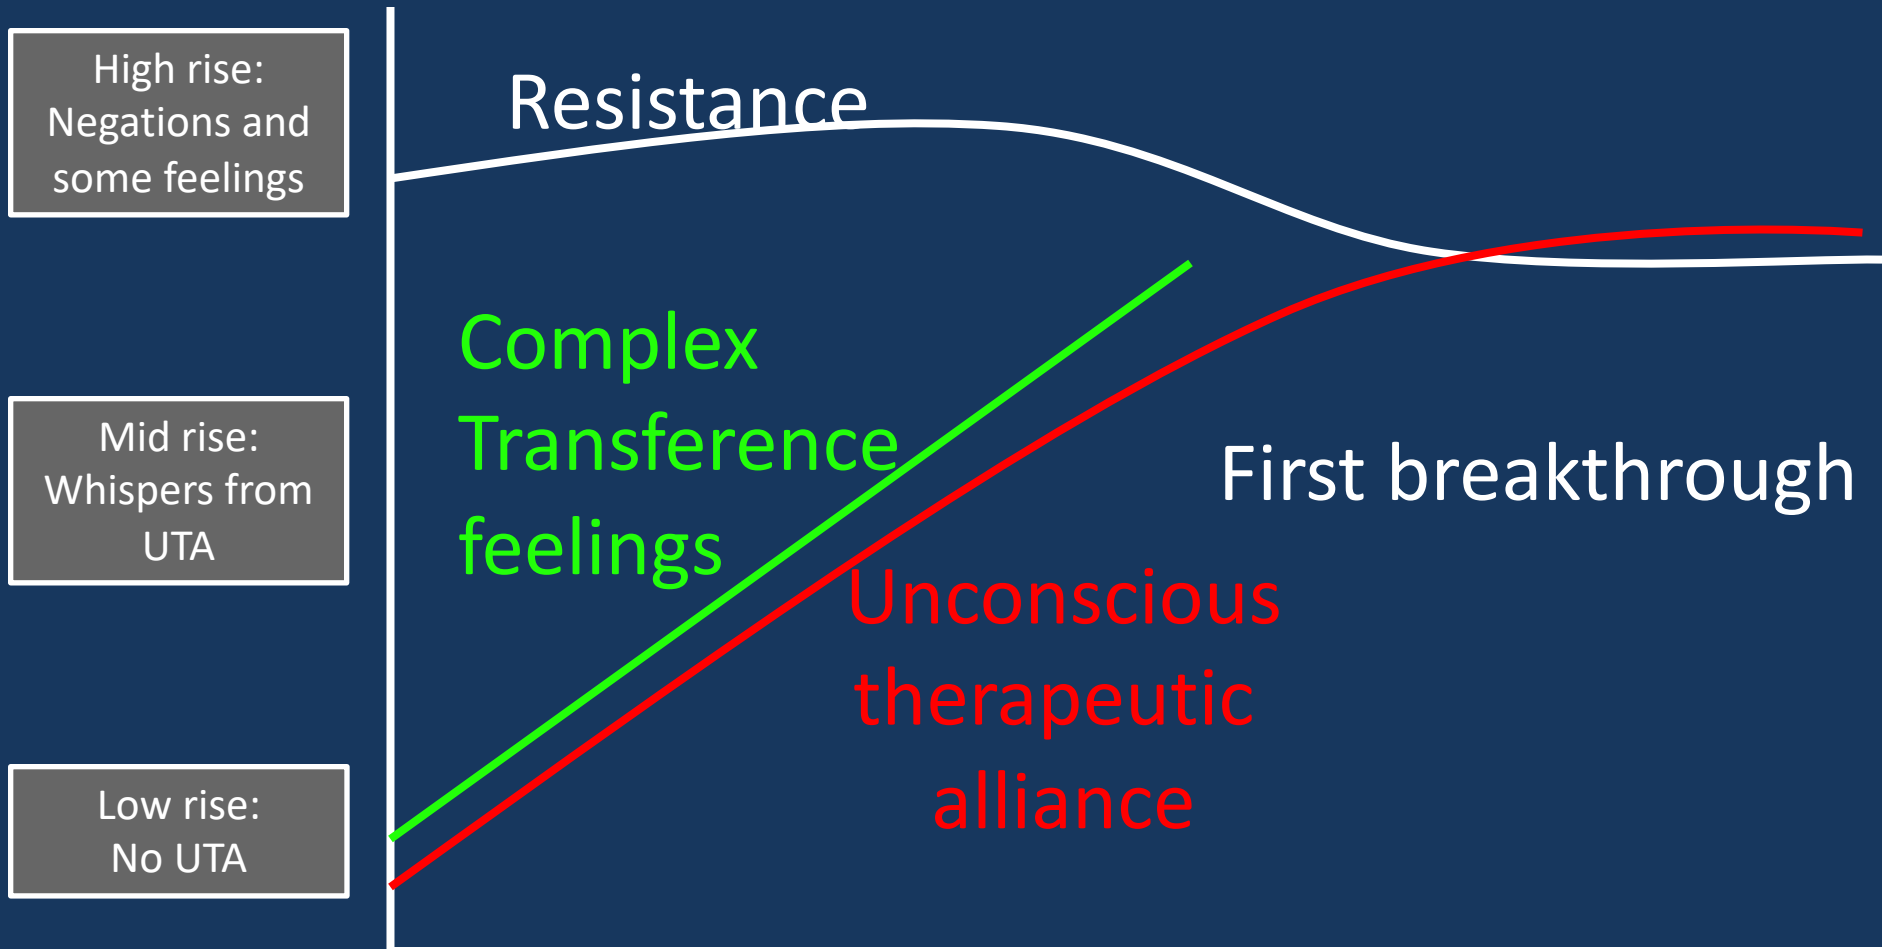 High rise:
Negations and
some feelings
Mid rise:
Whispers from
UTA
Low rise:
No UTA
Resistance
Complex
Transference
feelings
Unconscious
therapeutic
alliance
First breakthrough